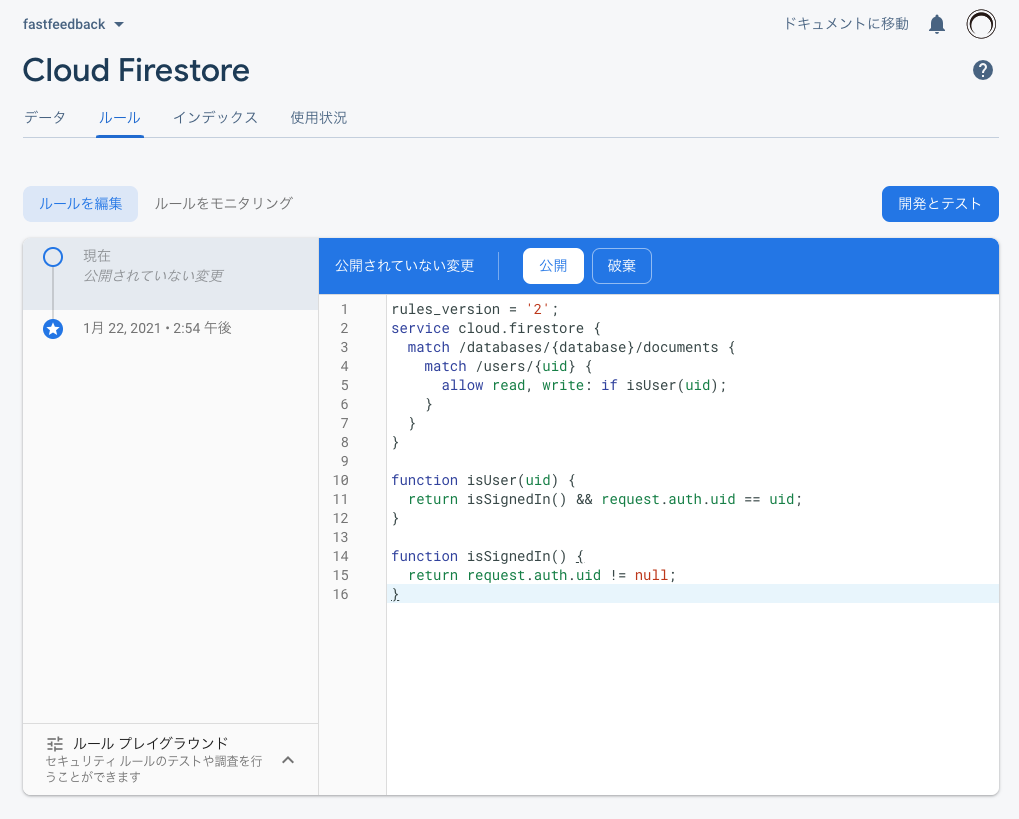 fastfeedback
ドキュメントに移動
Cloud Firestore
データ ルール インデックス 使用状況
ルールを編集 ルールをモニタリング
開発とテスト
現在
公開されていない変更
1月 22, 2021 • 2:54 午後
ルール プレイグラウンド
セキュリティ ルールのテストや調査を行
うことができます
公開されていない変更 公開 破棄
1 rules_version = '2';
2 service cloud.firestore {
3   match /databases/{database}/documents {
4     match /users/{uid} {
5       allow read, write: if isUser(uid);
6     }
7   }
8 }
9
10 function isUser(uid) {
11   return isSignedIn() && request.auth.uid == uid;
12 }
13
14 function isSignedIn() {
15   return request.auth.uid != null;
16 }